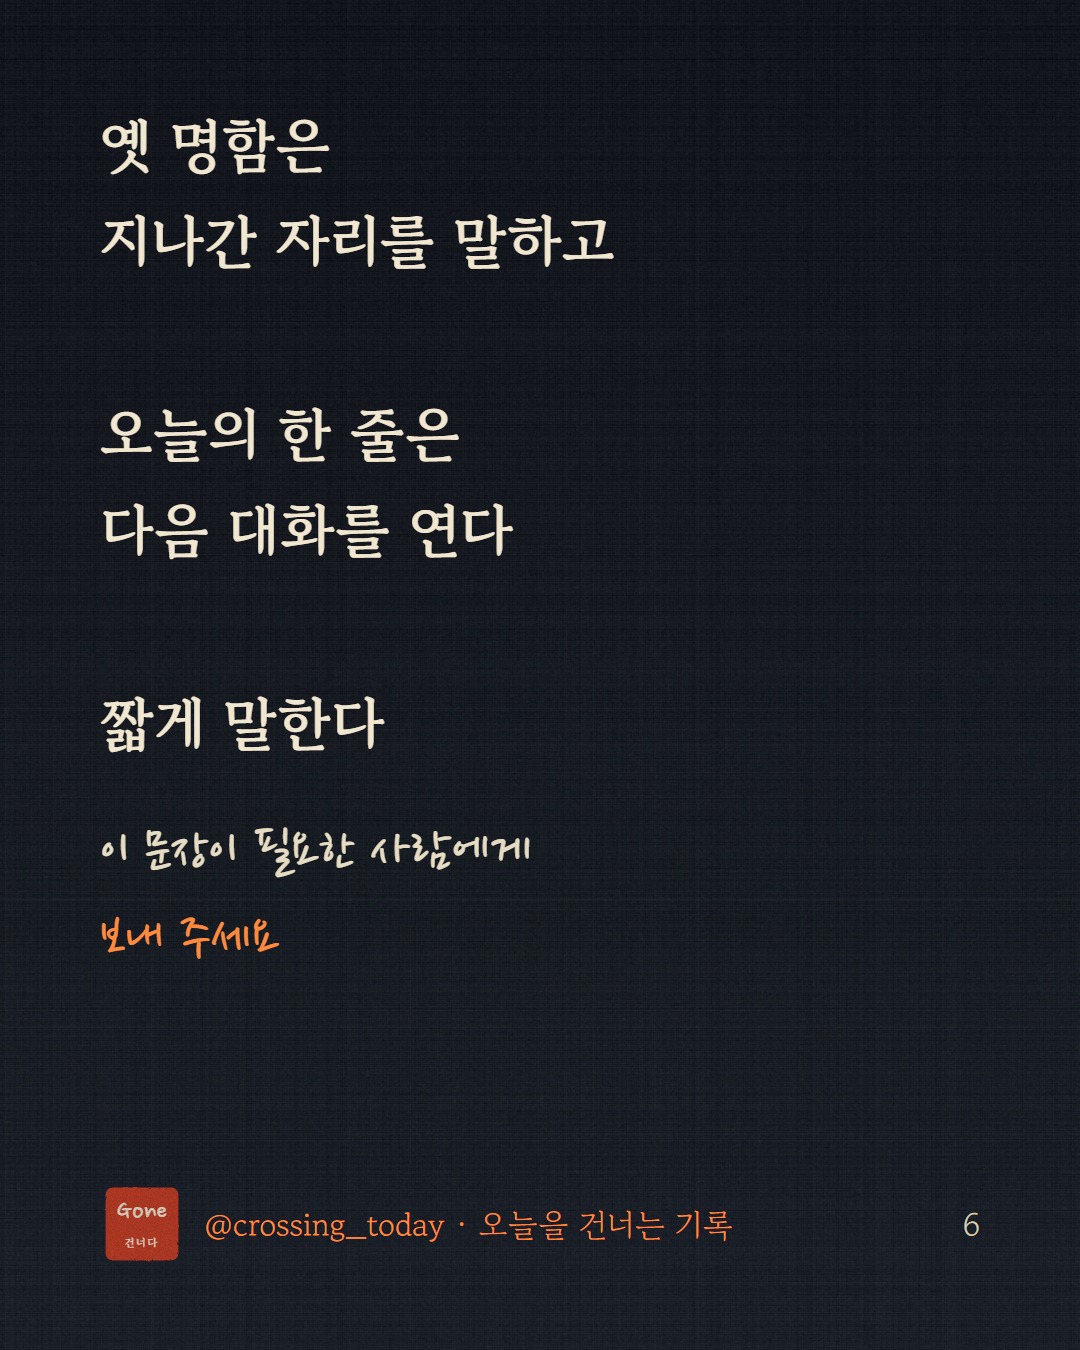 옛 명함은
지나간 자리를 말하고
오늘의 한 줄은
다음 대화를 연다
짧게 말한다
이 문장이 필요한 사람에게
보내 주세요
Gone
건너다
@crossing_today · 오늘을 건너는 기록
6